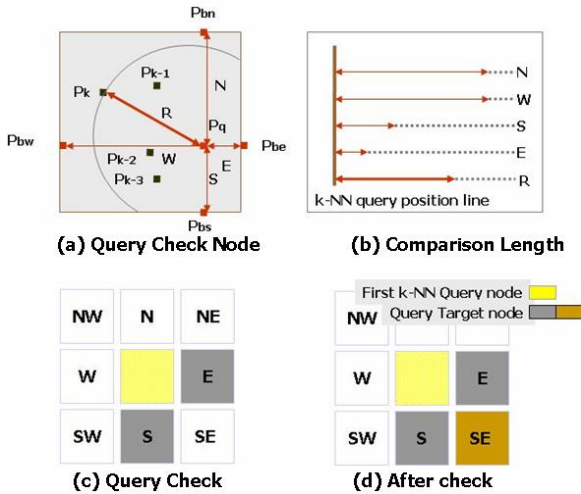 Pbn
N
Pk-1
Pk
R
Pq
Pbw
Pbe
Pk-2
W
E
Pk-3
S
Pbs
(a) Query Check Node
N
W
S
E
R
k-NN query position line
(b) Comparison Length
NW N NE
W E
SW S SE
(c) Query Check
First k-NN Query node
Query Target node
NW
W E
SW S SE
(d) After check